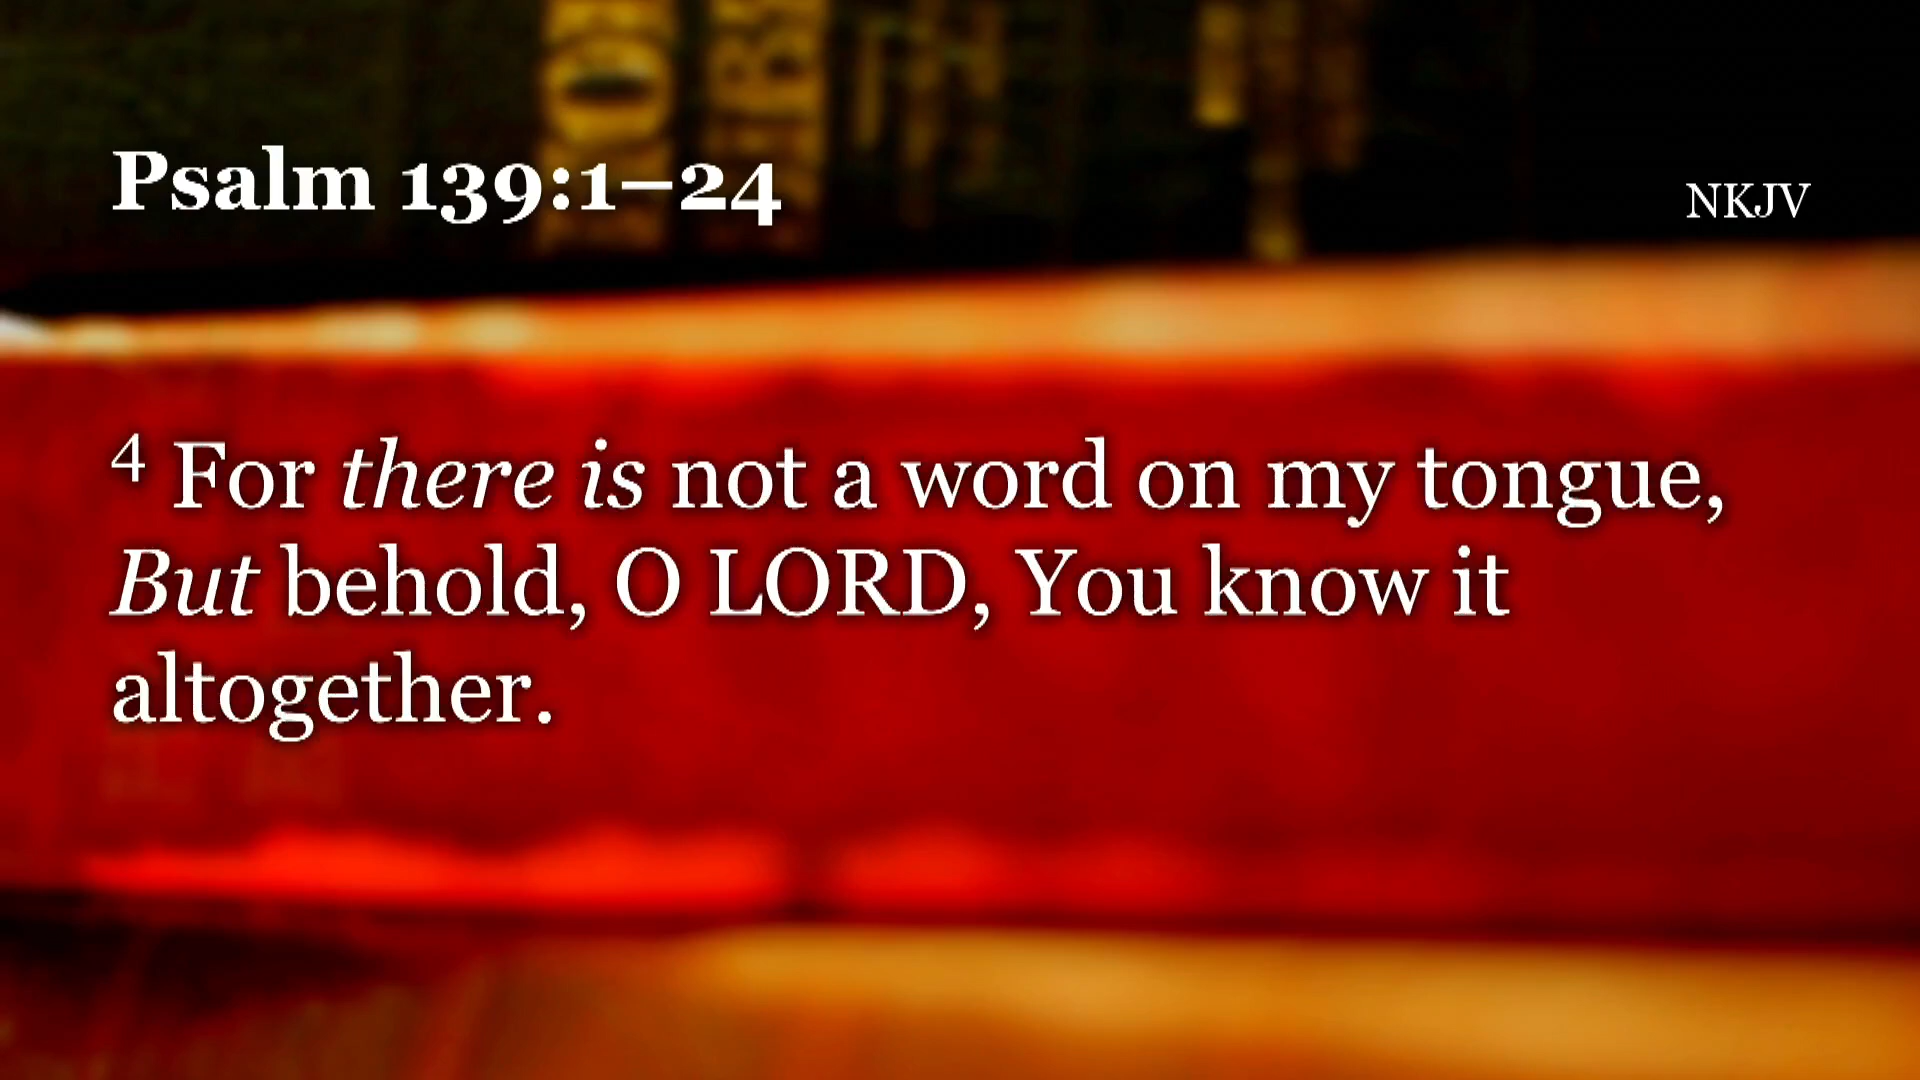 Psalm 139:1–24
NKJV
4 For there is not a word on my tongue,
But behold, O LORD, You know it
altogether.